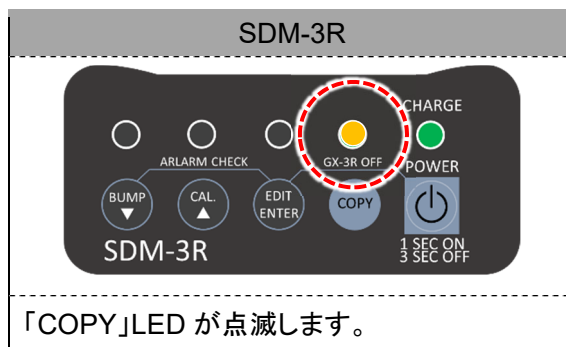 SDM-3R
CHARGE
ARLARM CHECK
GX-3R OFF
POWER
BUMP
▼
CAL.
▲
EDIT
ENTER
COPY
SDM-3R
1 SEC ON
3 SEC OFF
「COPY」LED が点滅します。